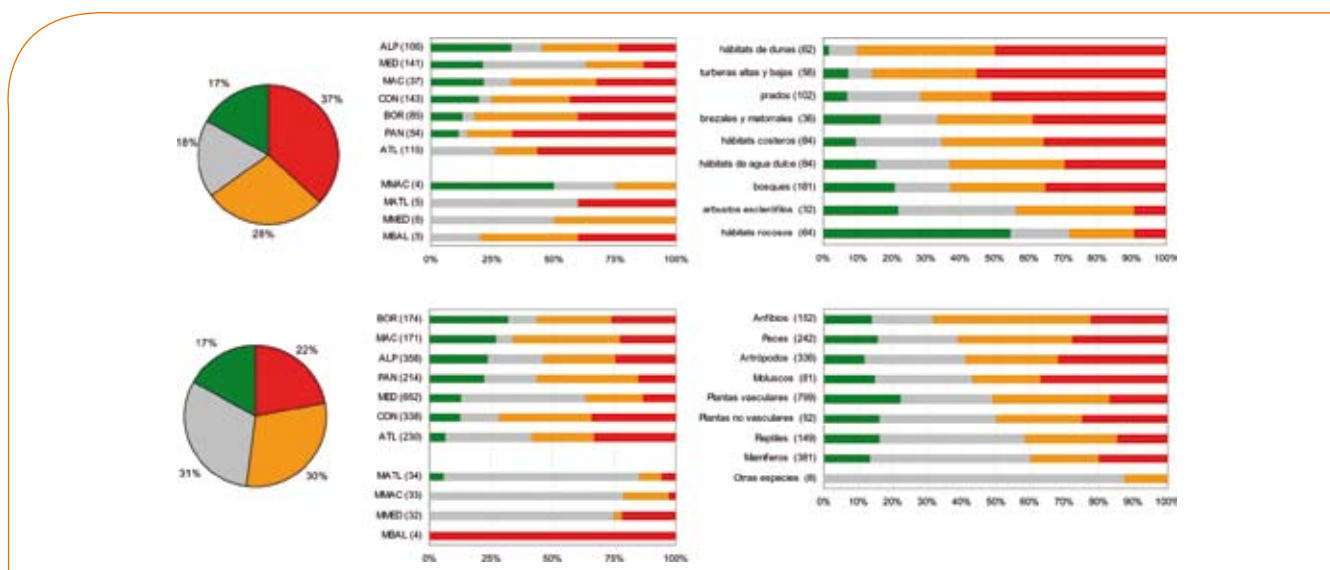 17%
37%
18%
28%
ALP (106)
MED (141)
MAC (37)
CON (143)
BOR (85)
PAN (54)
ATL (115)
MMAC (4)
MATL (5)
MMED (6)
MBAL (5)
0% 25% 50% 75% 100%
hábitats de dunas (62)
turberas altas y bajas (56)
prados (102)
brezales y matorrales (36)
hábitats costeros (84)
hábitats de agua dulce (84)
bosques (181)
arbustos esclerófilos (32)
hábitats rocosos (64)
0% 10% 20% 30% 40% 50% 60% 70% 80% 90% 100%
17%
22%
31%
30%
BOR (174)
MAC (171)
ALP (356)
PAN (214)
MED (652)
CON (338)
ATL (230)
MATL (34)
MMAC (33)
MMED (32)
MBAL (4)
0% 25% 50% 75% 100%
Anfibios (152)
Peces (242)
Artrópodos (336)
Moluscos (81)
Plantas vasculares (799)
Plantas no vasculares (52)
Reptiles (149)
Mamíferos (381)
Otras especies (8)
0% 10% 20% 30% 40% 50% 60% 70% 80% 90% 100%